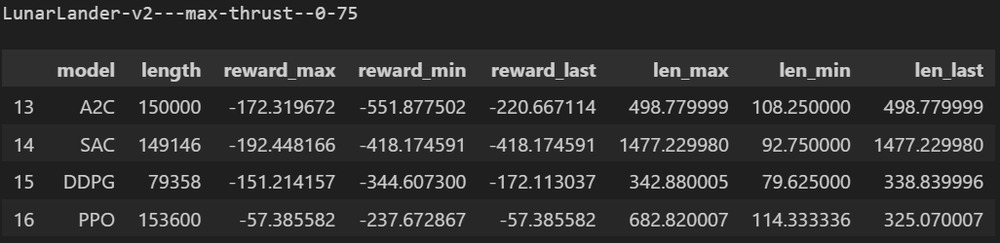 LunarLander-v2---max-thrust--0-75
model length reward_max reward_min reward_last len_max len_min len_last
13 A2C 150000 -172.319672 -551.877502 -220.667114 498.779999 108.250000 498.779999
14 SAC 149146 -192.448166 -418.174591 -418.174591 1477.229980 92.750000 1477.229980
15 DDPG 79358 -151.214157 -344.607300 -172.113037 342.880005 79.625000 338.839996
16 PPO 153600 -57.385582 -237.672867 -57.385582 682.820007 114.333336 325.070007